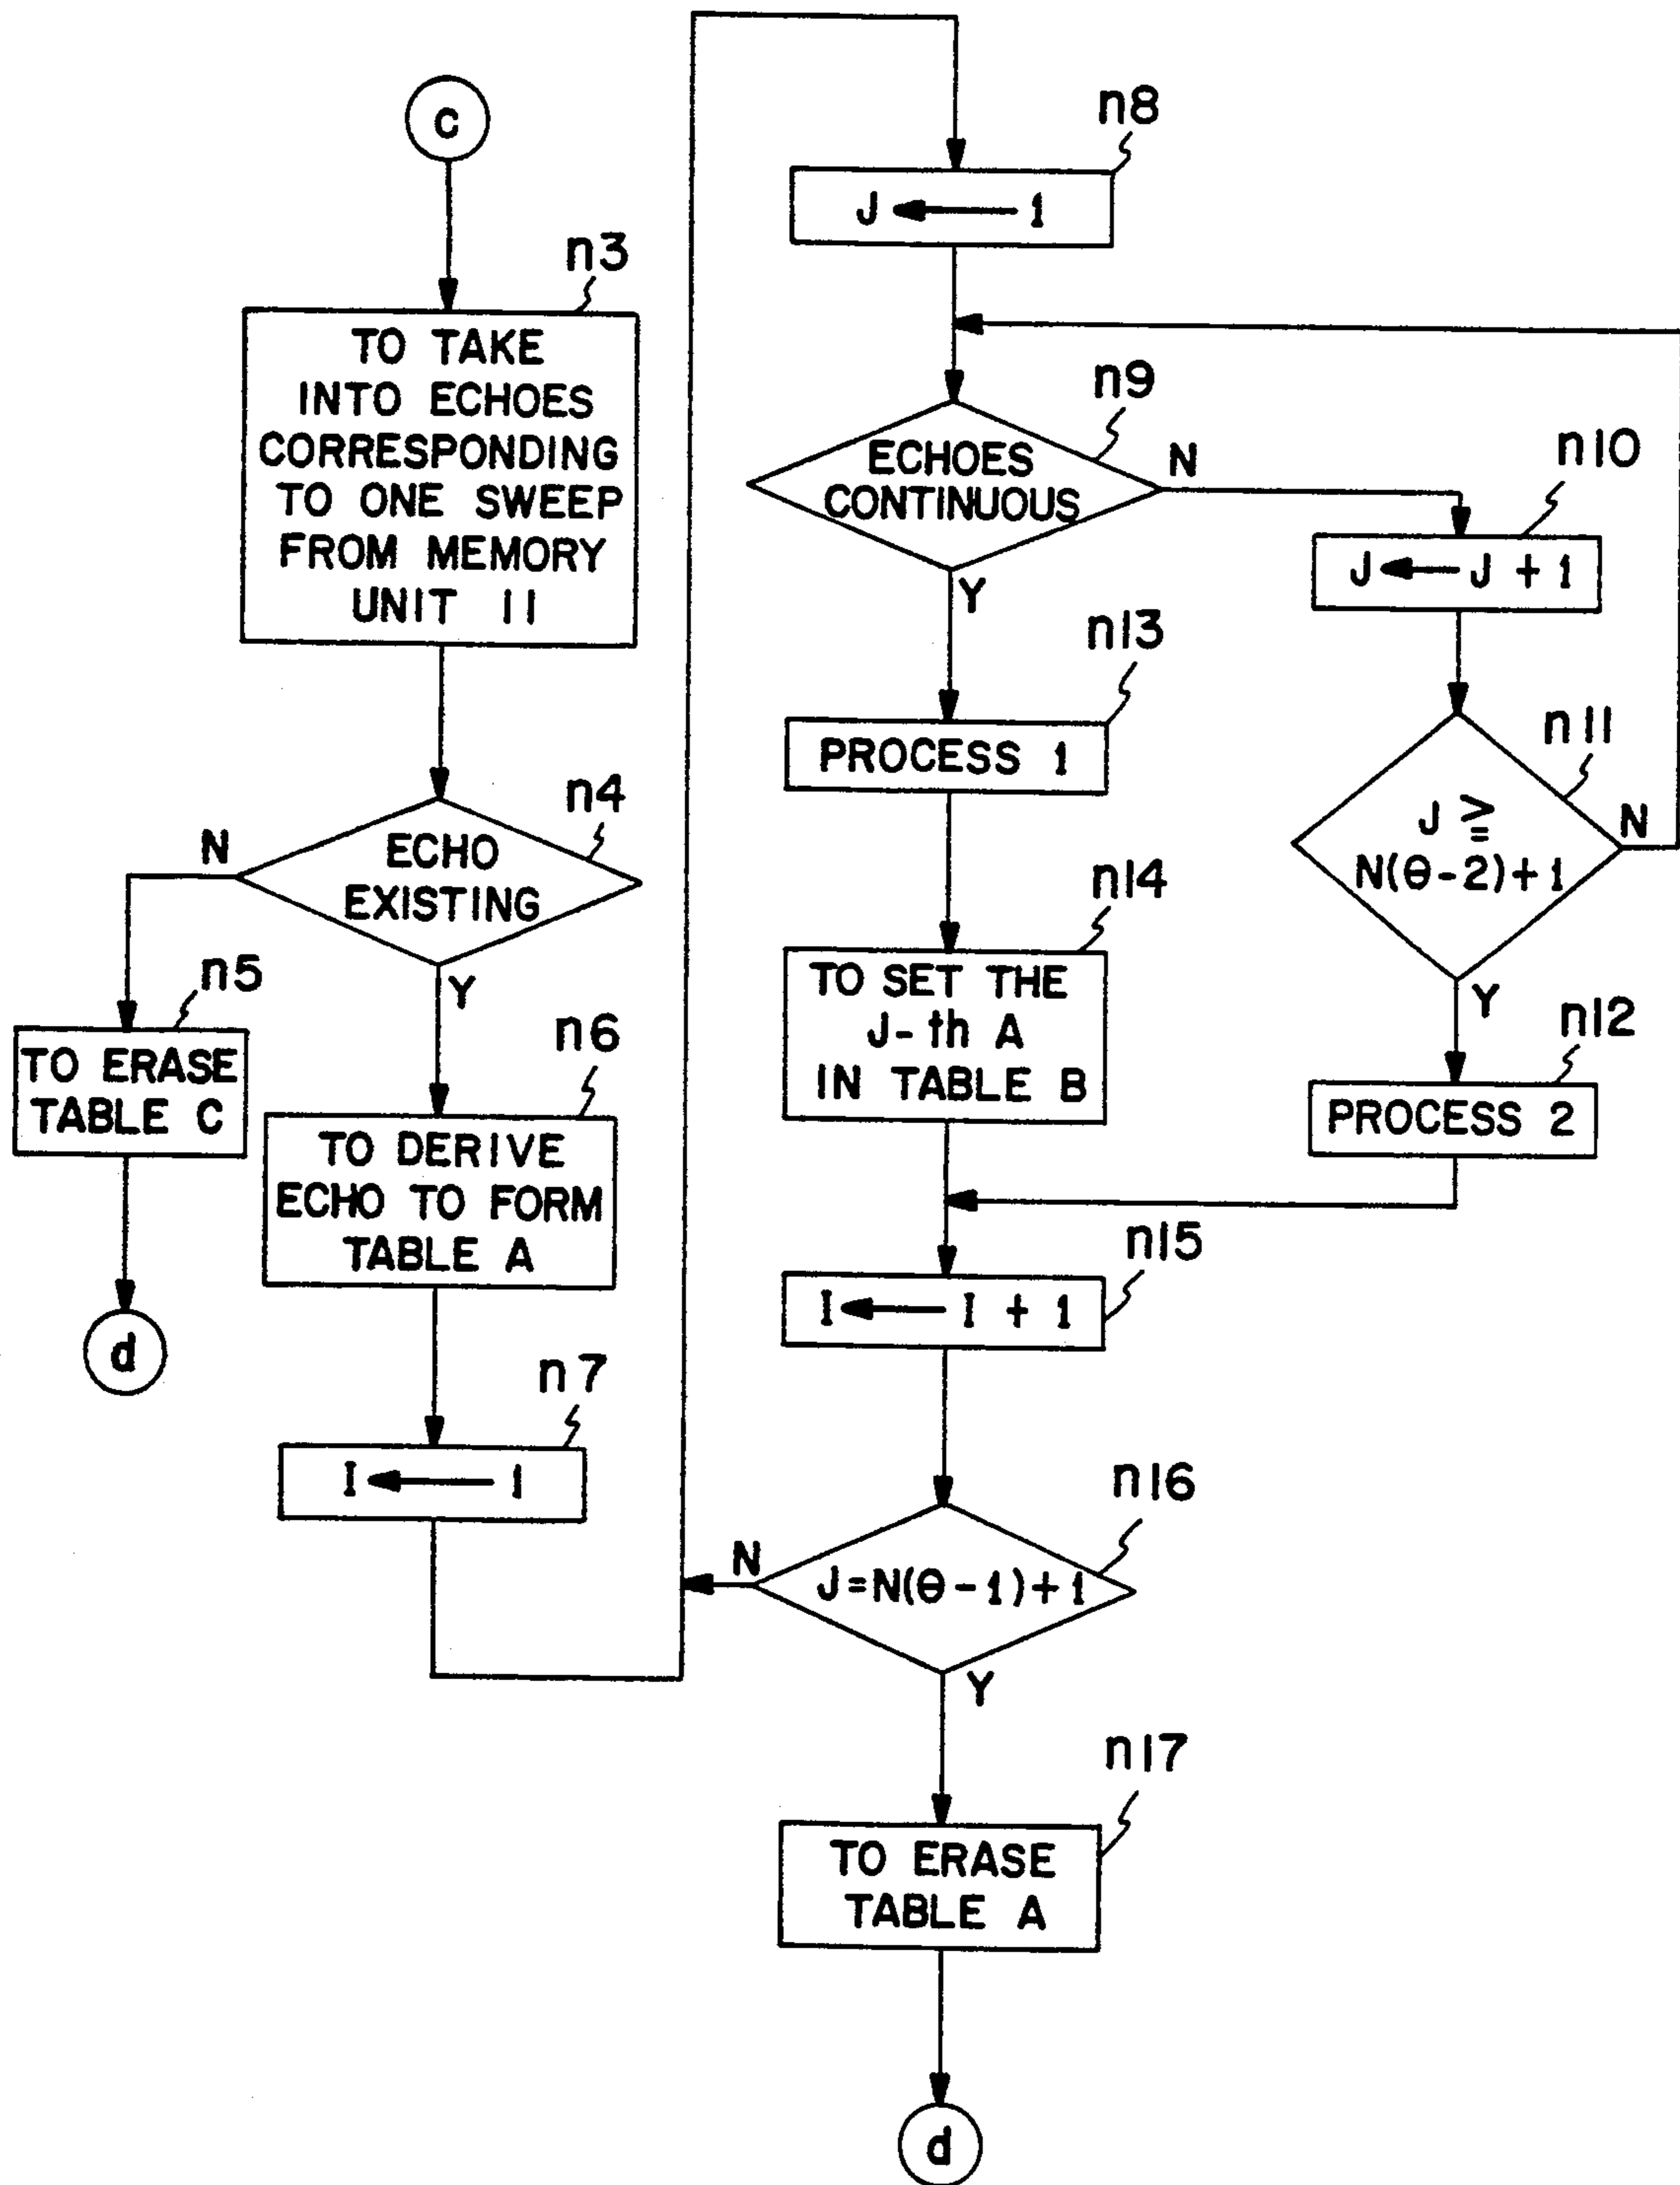 c
n3
TO TAKE
INTO ECHOES
CORRESPONDING
TO ONE SWEEP
FROM MEMORY
UNIT 11
n4
ECHO
EXISTING
N
Y
n5
TO ERASE
TABLE C
d
n6
TO DERIVE
ECHO TO FORM
TABLE A
n7
I ← 1
n8
J ← 1
n9
ECHOES
CONTINUOUS
N
Y
n10
J ← J + 1
n11
J ≧
N(θ-2)+1
N
Y
n12
PROCESS 2
n13
PROCESS 1
n14
TO SET THE
J-th A
IN TABLE B
n15
I ← I + 1
n16
J=N(θ-1)+1
N
Y
n17
TO ERASE
TABLE A
d